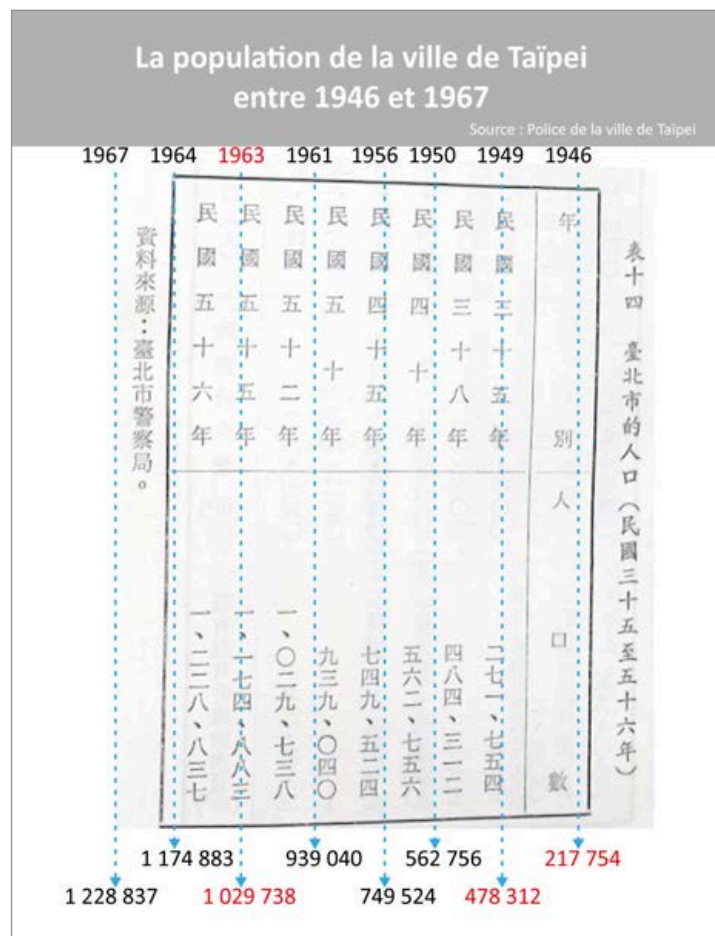 La population de la ville de Taïpei
entre 1946 et 1967
Source : Police de la ville de Taïpei
1967 1964 1963 1961 1956 1950 1949 1946
表十四 臺北市的人口(民國三十五至五十六年)
年別 人口數
民國三十五年 二七一、七五四
民國三十八年 四八四、三一二
民國四十年 五六二、七五六
民國四十五年 七四九、五二四
民國五十年 九三九、〇四〇
民國五十二年 一、〇二九、七三八
民國五十五年 一、一七四、八八三
民國五十六年 一、二二八、八三七
資料來源:臺北市警察局。
1 174 883 939 040 562 756 217 754
1 228 837 1 029 738 749 524 478 312